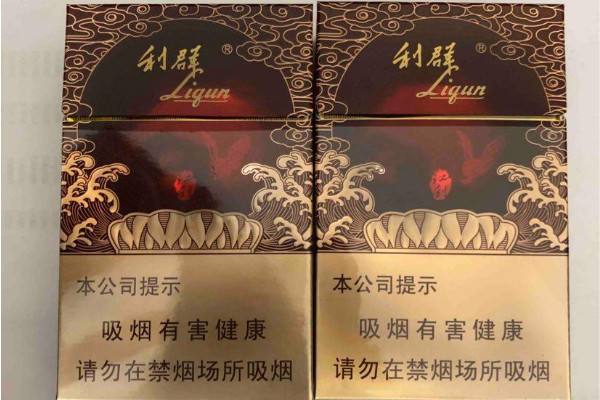 利群®
Liqun
本公司提示
吸烟有害健康
请勿在禁烟场所吸烟
利群®
Liqun
本公司提示
吸烟有害健康
请勿在禁烟场所吸烟